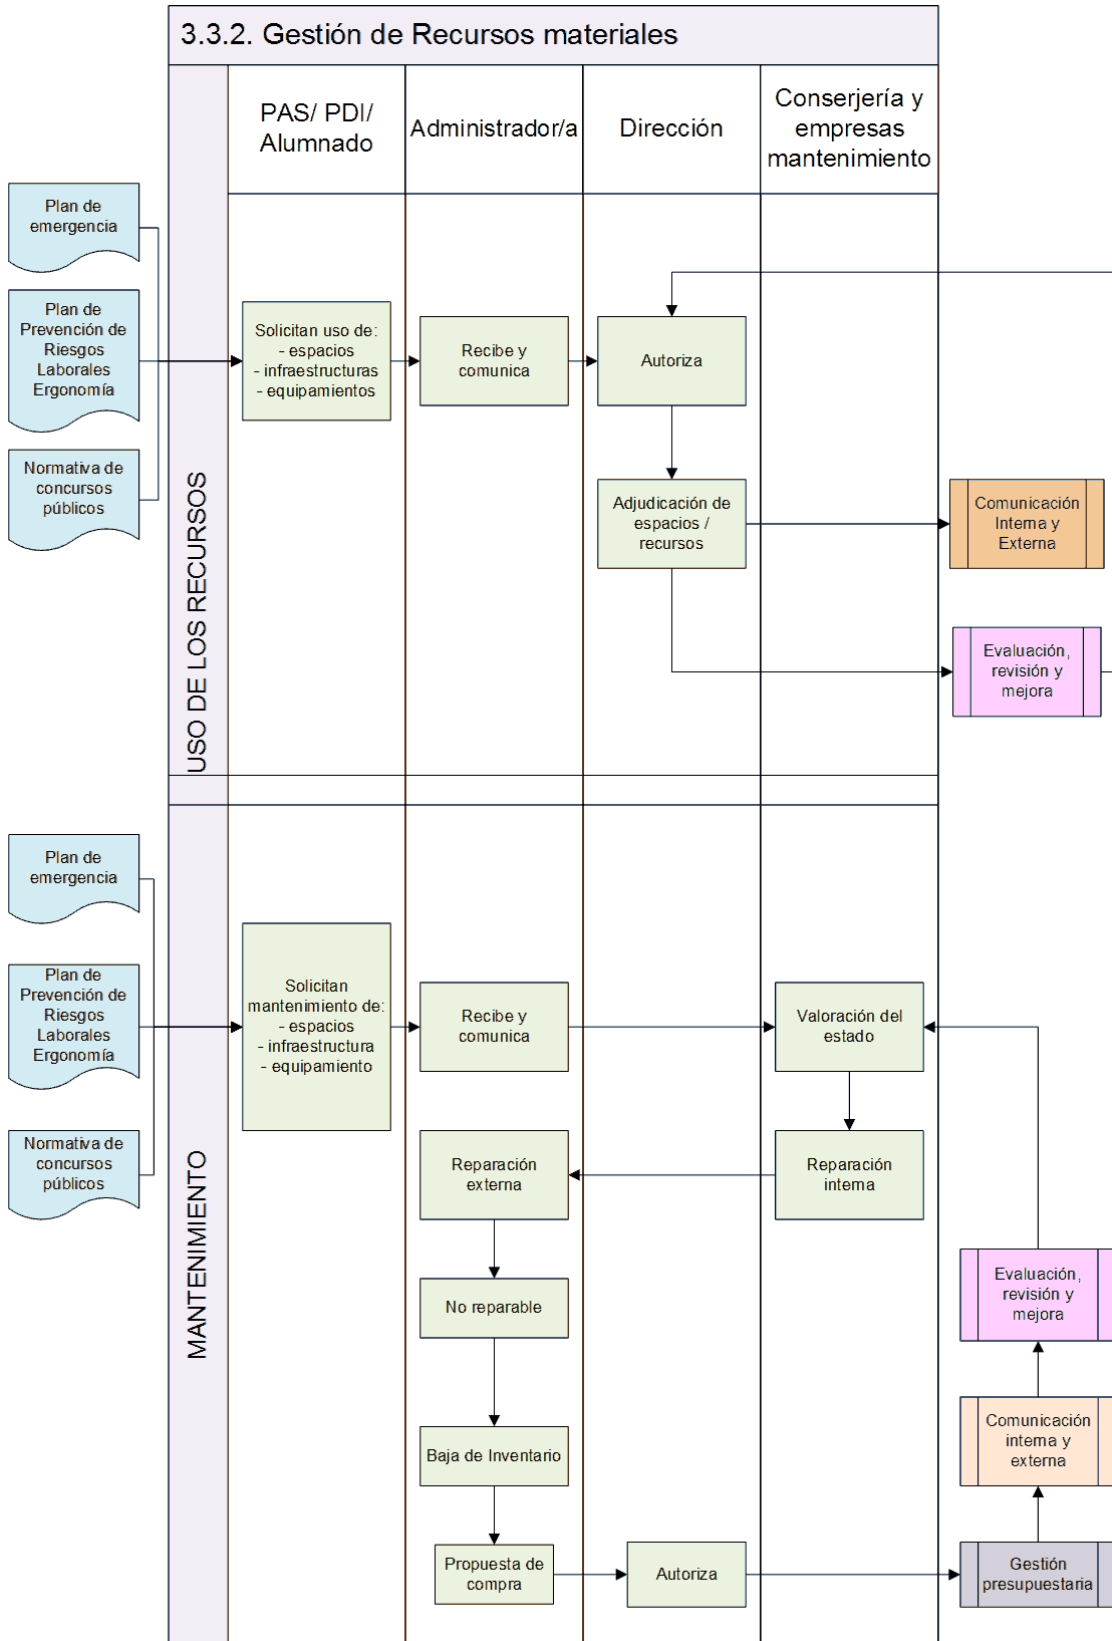 3.3.2. Gestión de Recursos materiales
PAS/ PDI/
Alumnado
Administrador/a
Dirección
Conserjería y
empresas
mantenimiento
USO DE LOS RECURSOS
Plan de
emergencia
Plan de
Prevención de
Riesgos
Laborales
Ergonomía
Normativa de
concursos
públicos
Solicitan uso de:
- espacios
- infraestructuras
- equipamientos
Recibe y
comunica
Autoriza
Adjudicación de
espacios /
recursos
Comunicación
Interna y
Externa
Evaluación,
revisión y
mejora
MANTENIMIENTO
Plan de
emergencia
Plan de
Prevención de
Riesgos
Laborales
Ergonomía
Normativa de
concursos
públicos
Solicitan
mantenimiento de:
- espacios
- infraestructura
- equipamiento
Recibe y
comunica
Valoración del
estado
Reparación
interna
Reparación
externa
No reparable
Baja de Inventario
Propuesta de
compra
Autoriza
Gestión
presupuestaria
Comunicación
interna y
externa
Evaluación,
revisión y
mejora